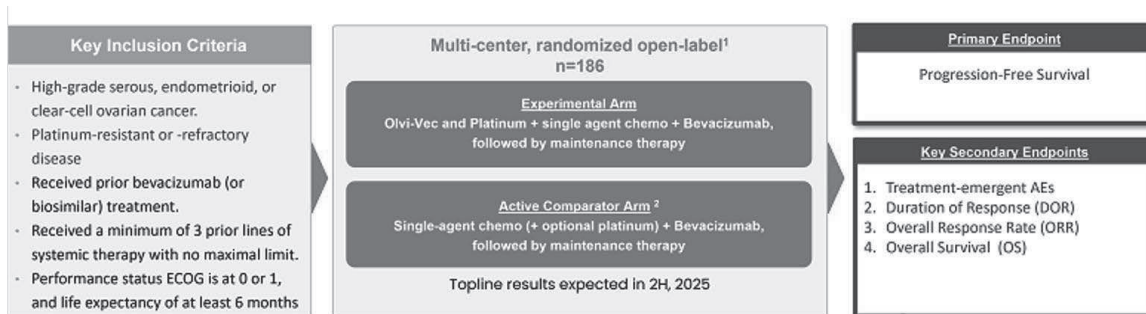 Key Inclusion Criteria
• High-grade serous, endometrioid, or
clear-cell ovarian cancer.
• Platinum-resistant or -refractory
disease
• Received prior bevacizumab (or
biosimilar) treatment.
• Received a minimum of 3 prior lines of
systemic therapy with no maximal limit.
• Performance status ECOG is at 0 or 1,
and life expectancy of at least 6 months
Multi-center, randomized open-label¹
n=186
Experimental Arm
Olvi-Vec and Platinum + single agent chemo + Bevacizumab,
followed by maintenance therapy
Active Comparator Arm ²
Single-agent chemo (+ optional platinum) + Bevacizumab,
followed by maintenance therapy
Topline results expected in 2H, 2025
Primary Endpoint
Progression-Free Survival
Key Secondary Endpoints
1. Treatment-emergent AEs
2. Duration of Response (DOR)
3. Overall Response Rate (ORR)
4. Overall Survival (OS)